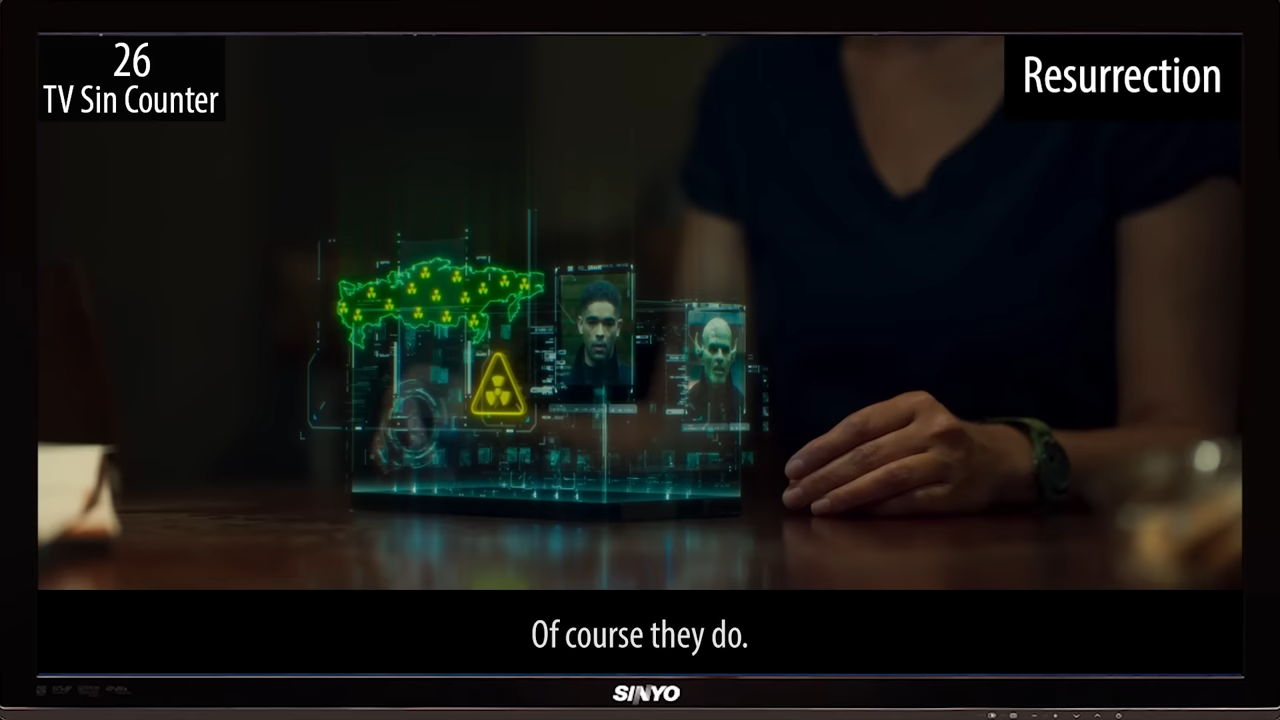 26
TV Sin Counter
Resurrection
Of course they do.
SINYO